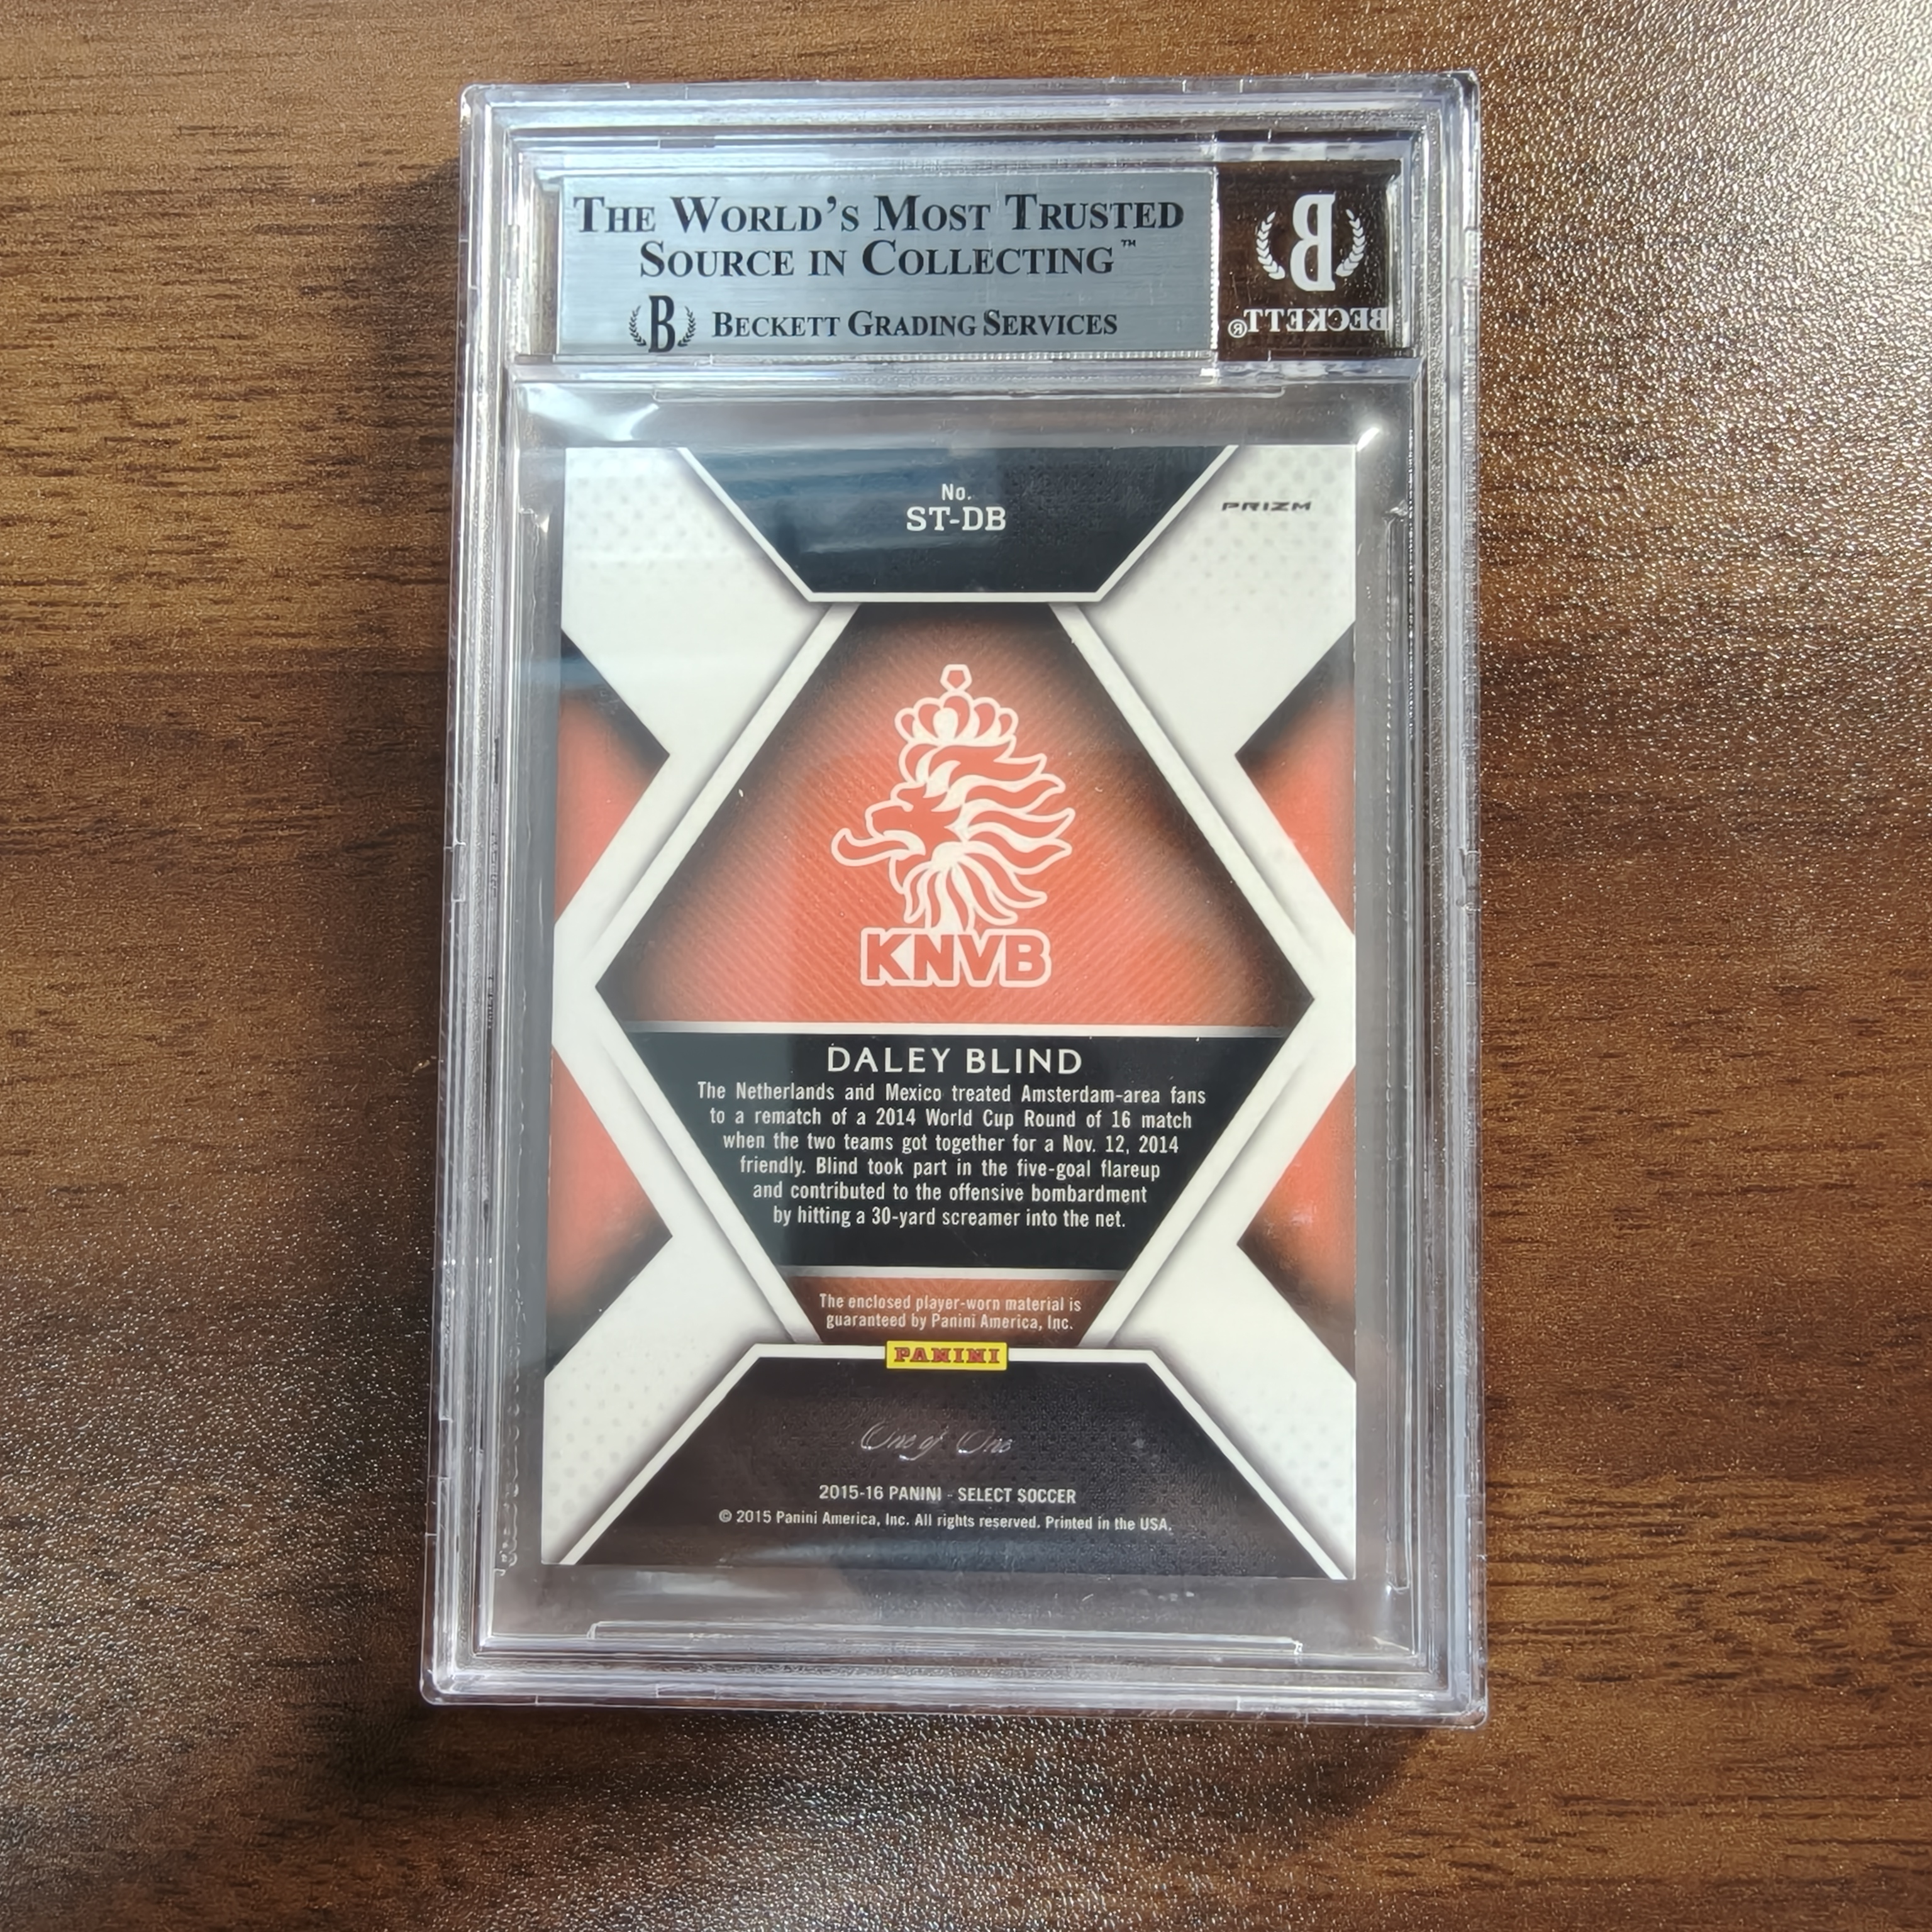 THE WORLD'S MOST TRUSTED
SOURCE IN COLLECTING™
B BECKETT GRADING SERVICES
B
BECKETT®
No.
ST-DB
PRIZM
KNVB
DALEY BLIND
The Netherlands and Mexico treated Amsterdam-area fans
to a rematch of a 2014 World Cup Round of 16 match
when the two teams got together for a Nov. 12, 2014
friendly. Blind took part in the five-goal flareup
and contributed to the offensive bombardment
by hitting a 30-yard screamer into the net.
The enclosed player-worn material is
guaranteed by Panini America, Inc.
PANINI
One of One
2015-16 PANINI - SELECT SOCCER
© 2015 Panini America, Inc. All rights reserved. Printed in the USA.